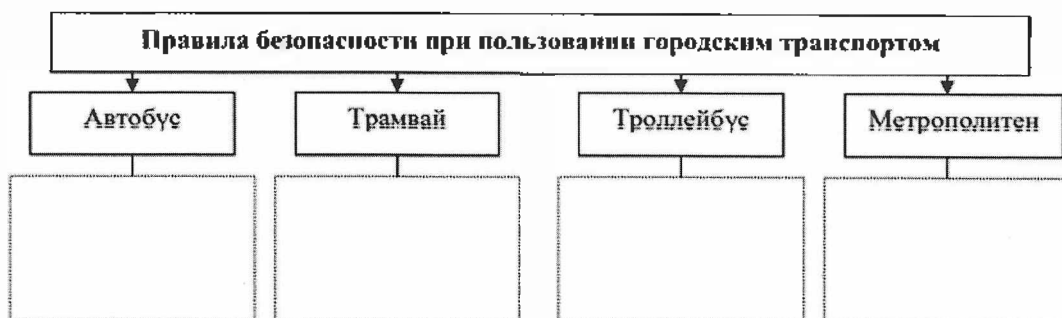 Правила безопасности при пользовании городским транспортом
Автобус
Трамвай
Троллейбус
Метрополитен